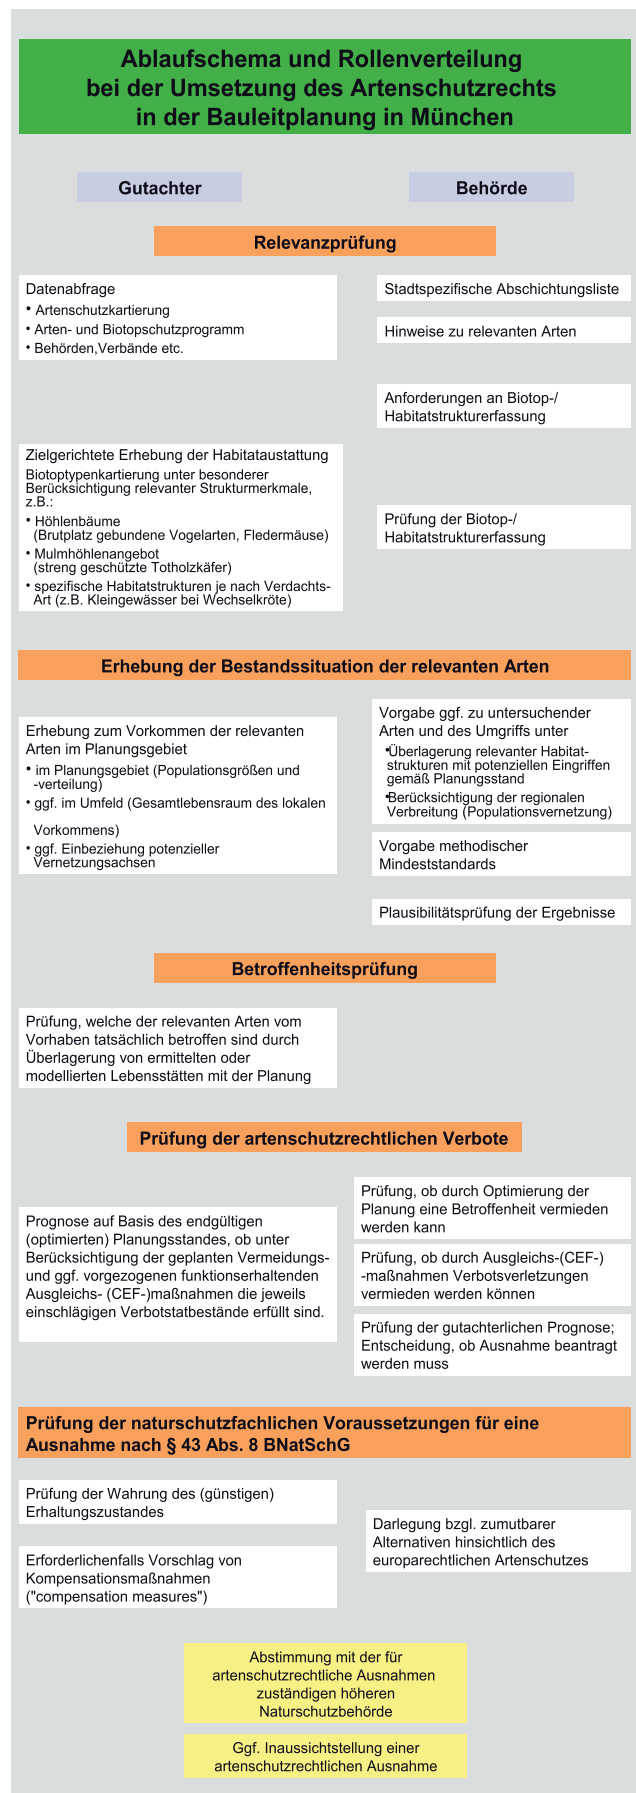 Ablaufschema und Rollenverteilung
bei der Umsetzung des Artenschutzrechts
in der Bauleitplanung in München
Gutachter
Behörde
Relevanzprüfung
Datenabfrage
• Artenschutzkartierung
• Arten- und Biotopschutzprogramm
• Behörden,Verbände etc.
Stadtspezifische Abschichtungsliste
Hinweise zu relevanten Arten
Anforderungen an Biotop-/
Habitatstrukturerfassung
Zielgerichtete Erhebung der Habitataustattung
Biotoptypenkartierung unter besonderer
Berücksichtigung relevanter Strukturmerkmale,
z.B.:
• Höhlenbäume
(Brutplatz gebundene Vogelarten, Fledermäuse)
• Mulmhöhlenangebot
(streng geschützte Totholzkäfer)
• spezifische Habitatstrukturen je nach Verdachts-
Art (z.B. Kleingewässer bei Wechselkröte)
Prüfung der Biotop-/
Habitatstrukturerfassung
Erhebung der Bestandssituation der relevanten Arten
Erhebung zum Vorkommen der relevanten
Arten im Planungsgebiet
• im Planungsgebiet (Populationsgrößen und
-verteilung)
• ggf. im Umfeld (Gesamtlebensraum des lokalen
Vorkommens)
• ggf. Einbeziehung potenzieller
Vernetzungsachsen
Vorgabe ggf. zu untersuchender
Arten und des Umgriffs unter
•Überlagerung relevanter Habitat-
strukturen mit potenziellen Eingriffen
gemäß Planungsstand
•Berücksichtigung der regionalen
Verbreitung (Populationsvernetzung)
Vorgabe methodischer
Mindeststandards
Plausibilitätsprüfung der Ergebnisse
Betroffenheitsprüfung
Prüfung, welche der relevanten Arten vom
Vorhaben tatsächlich betroffen sind durch
Überlagerung von ermittelten oder
modellierten Lebensstätten mit der Planung
Prüfung der artenschutzrechtlichen Verbote
Prognose auf Basis des endgültigen
(optimierten) Planungsstandes, ob unter
Berücksichtigung der geplanten Vermeidungs-
und ggf. vorgezogenen funktionserhaltenden
Ausgleichs- (CEF-)maßnahmen die jeweils
einschlägigen Verbotstatbestände erfüllt sind.
Prüfung, ob durch Optimierung der
Planung eine Betroffenheit vermieden
werden kann
Prüfung, ob durch Ausgleichs-(CEF-)
-maßnahmen Verbotsverletzungen
vermieden werden können
Prüfung der gutachterlichen Prognose;
Entscheidung, ob Ausnahme beantragt
werden muss
Prüfung der naturschutzfachlichen Voraussetzungen für eine
Ausnahme nach § 43 Abs. 8 BNatSchG
Prüfung der Wahrung des (günstigen)
Erhaltungszustandes
Erforderlichenfalls Vorschlag von
Kompensationsmaßnahmen
("compensation measures")
Darlegung bzgl. zumutbarer
Alternativen hinsichtlich des
europarechtlichen Artenschutzes
Abstimmung mit der für
artenschutzrechtliche Ausnahmen
zuständigen höheren
Naturschutzbehörde
Ggf. Inaussichtstellung einer
artenschutzrechtlichen Ausnahme